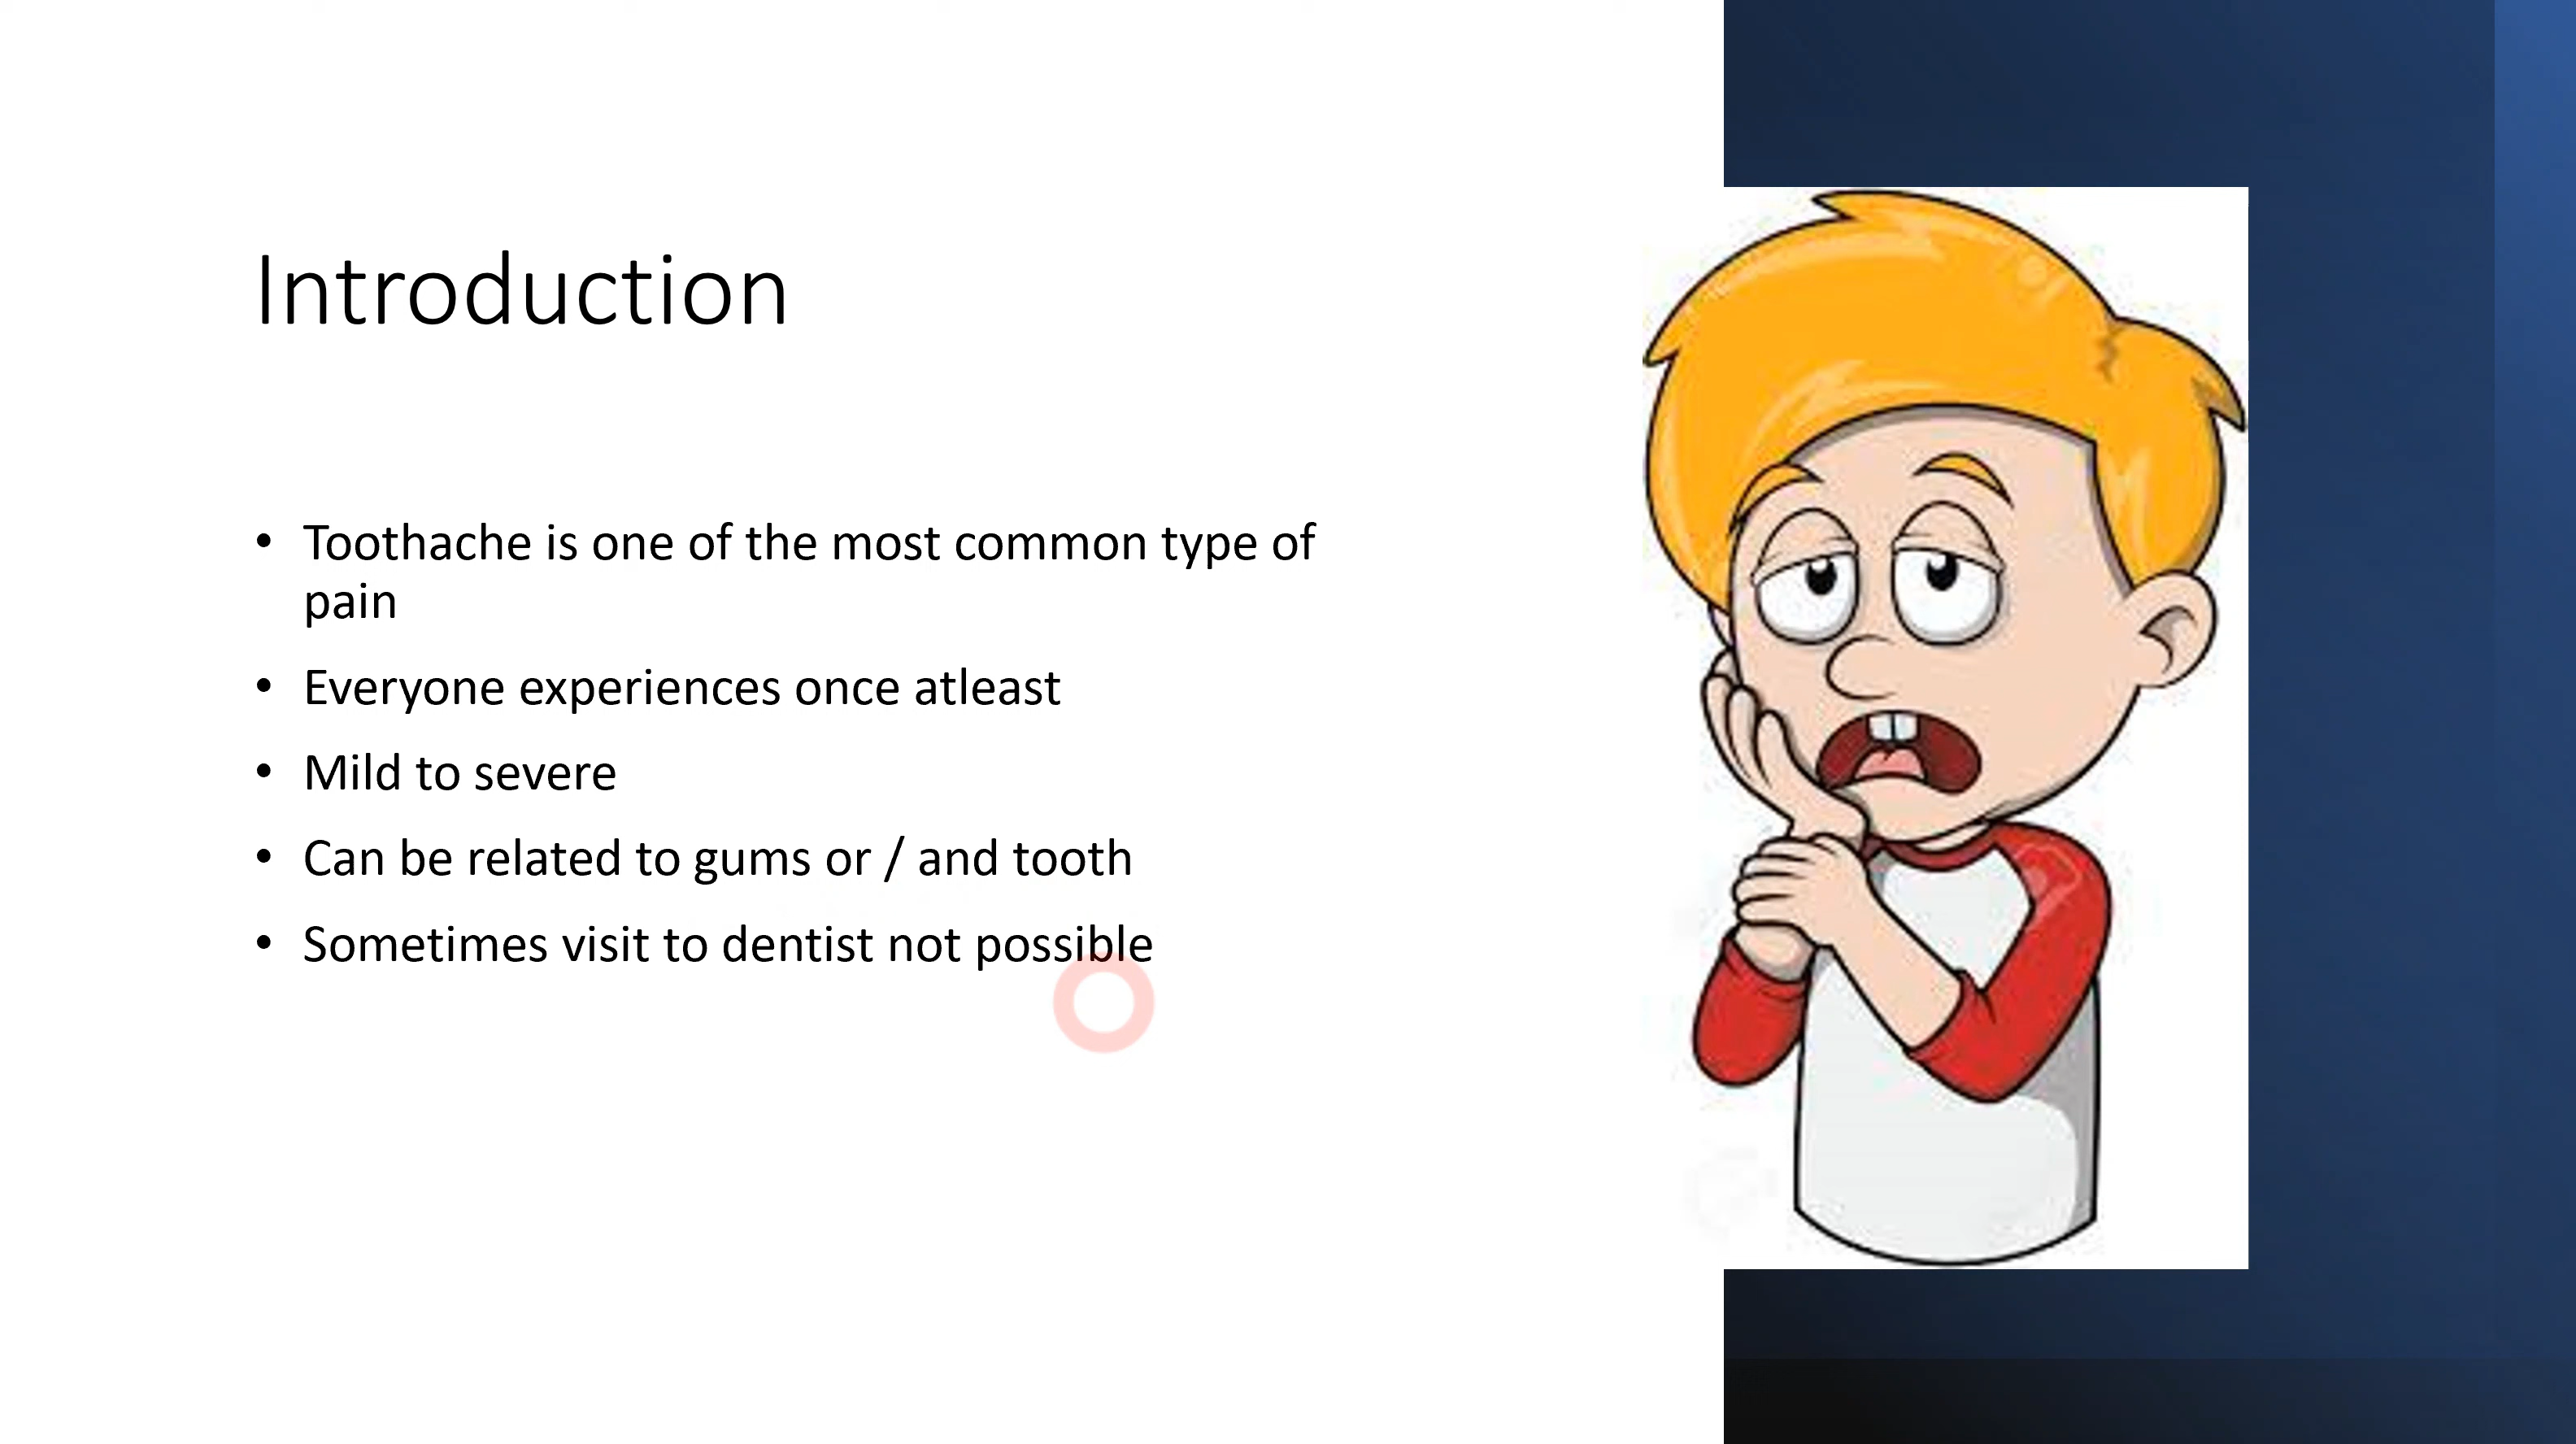 Introduction
• Toothache is one of the most common type of
pain
• Everyone experiences once atleast
• Mild to severe
• Can be related to gums or / and tooth
• Sometimes visit to dentist not possible